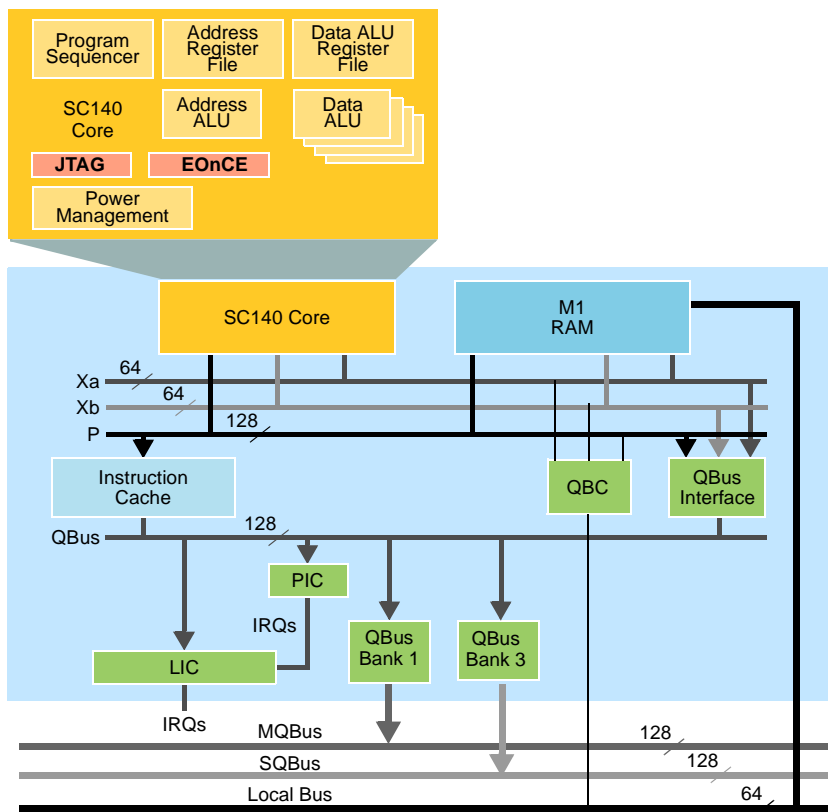 Program
Sequencer
Address
Register
File
Data ALU
Register
File
SC140
Core
Address
ALU
Data
ALU
JTAG
EOnCE
Power
Management
SC140 Core
M1
RAM
Xa
64
Xb
64
P
128
Instruction
Cache
QBC
QBus
Interface
QBus
128
PIC
IRQs
LIC
QBus
Bank 1
QBus
Bank 3
IRQs
MQBus
128
SQBus
128
Local Bus
64